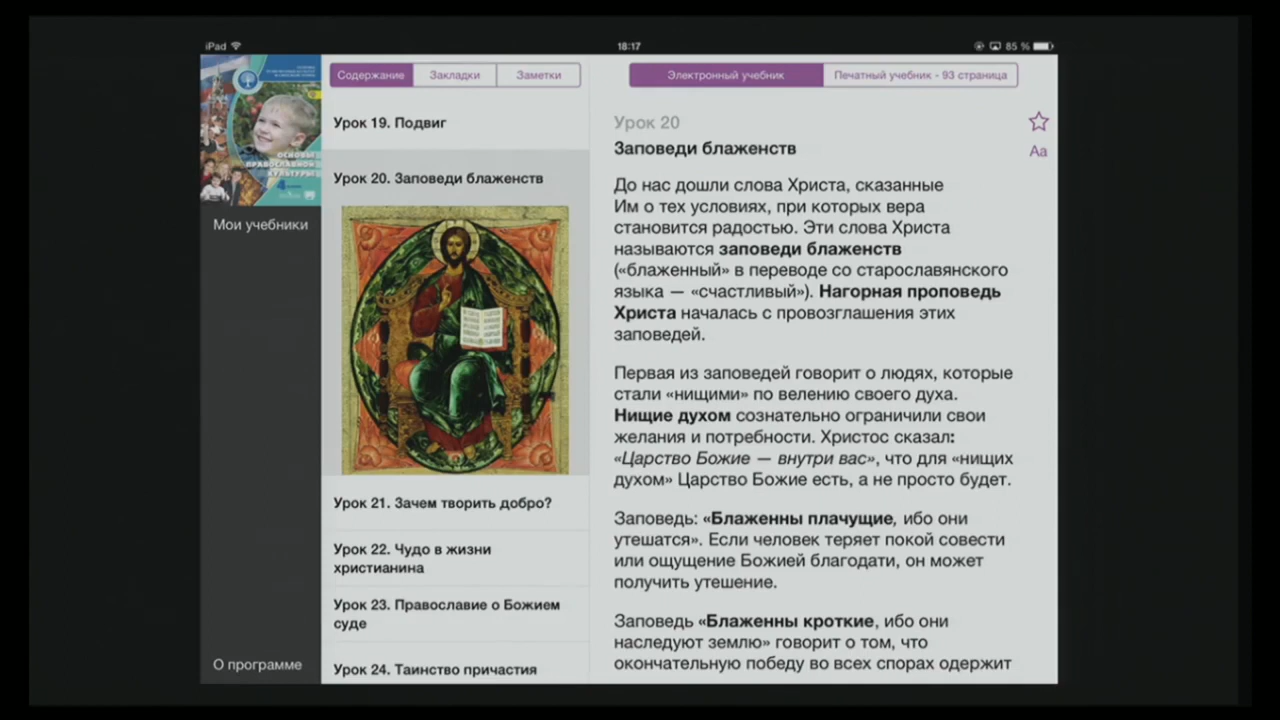 iPad
18:17
85 %
ОСНОВЫ
ПРАВОСЛАВНОЙ
КУЛЬТУРЫ
4
Мои учебники
О программе
Содержание
Закладки
Заметки
Урок 19. Подвиг
Урок 20. Заповеди блаженств
Урок 21. Зачем творить добро?
Урок 22. Чудо в жизни
христианина
Урок 23. Православие о Божием
суде
Урок 24. Таинство причастия
Электронный учебник
Печатный учебник - 93 страница
Урок 20
Aa
Заповеди блаженств
До нас дошли слова Христа, сказанные
Им о тех условиях, при которых вера
становится радостью. Эти слова Христа
называются заповеди блаженств
(«блаженный» в переводе со старославянского
языка — «счастливый»). Нагорная проповедь
Христа началась с провозглашения этих
заповедей.
Первая из заповедей говорит о людях, которые
стали «нищими» по велению своего духа.
Нищие духом сознательно ограничили свои
желания и потребности. Христос сказал:
«Царство Божие — внутри вас», что для «нищих
духом» Царство Божие есть, а не просто будет.
Заповедь: «Блаженны плачущие, ибо они
утешатся». Если человек теряет покой совести
или ощущение Божией благодати, он может
получить утешение.
Заповедь «Блаженны кроткие, ибо они
наследуют землю» говорит о том, что
окончательную победу во всех спорах одержит